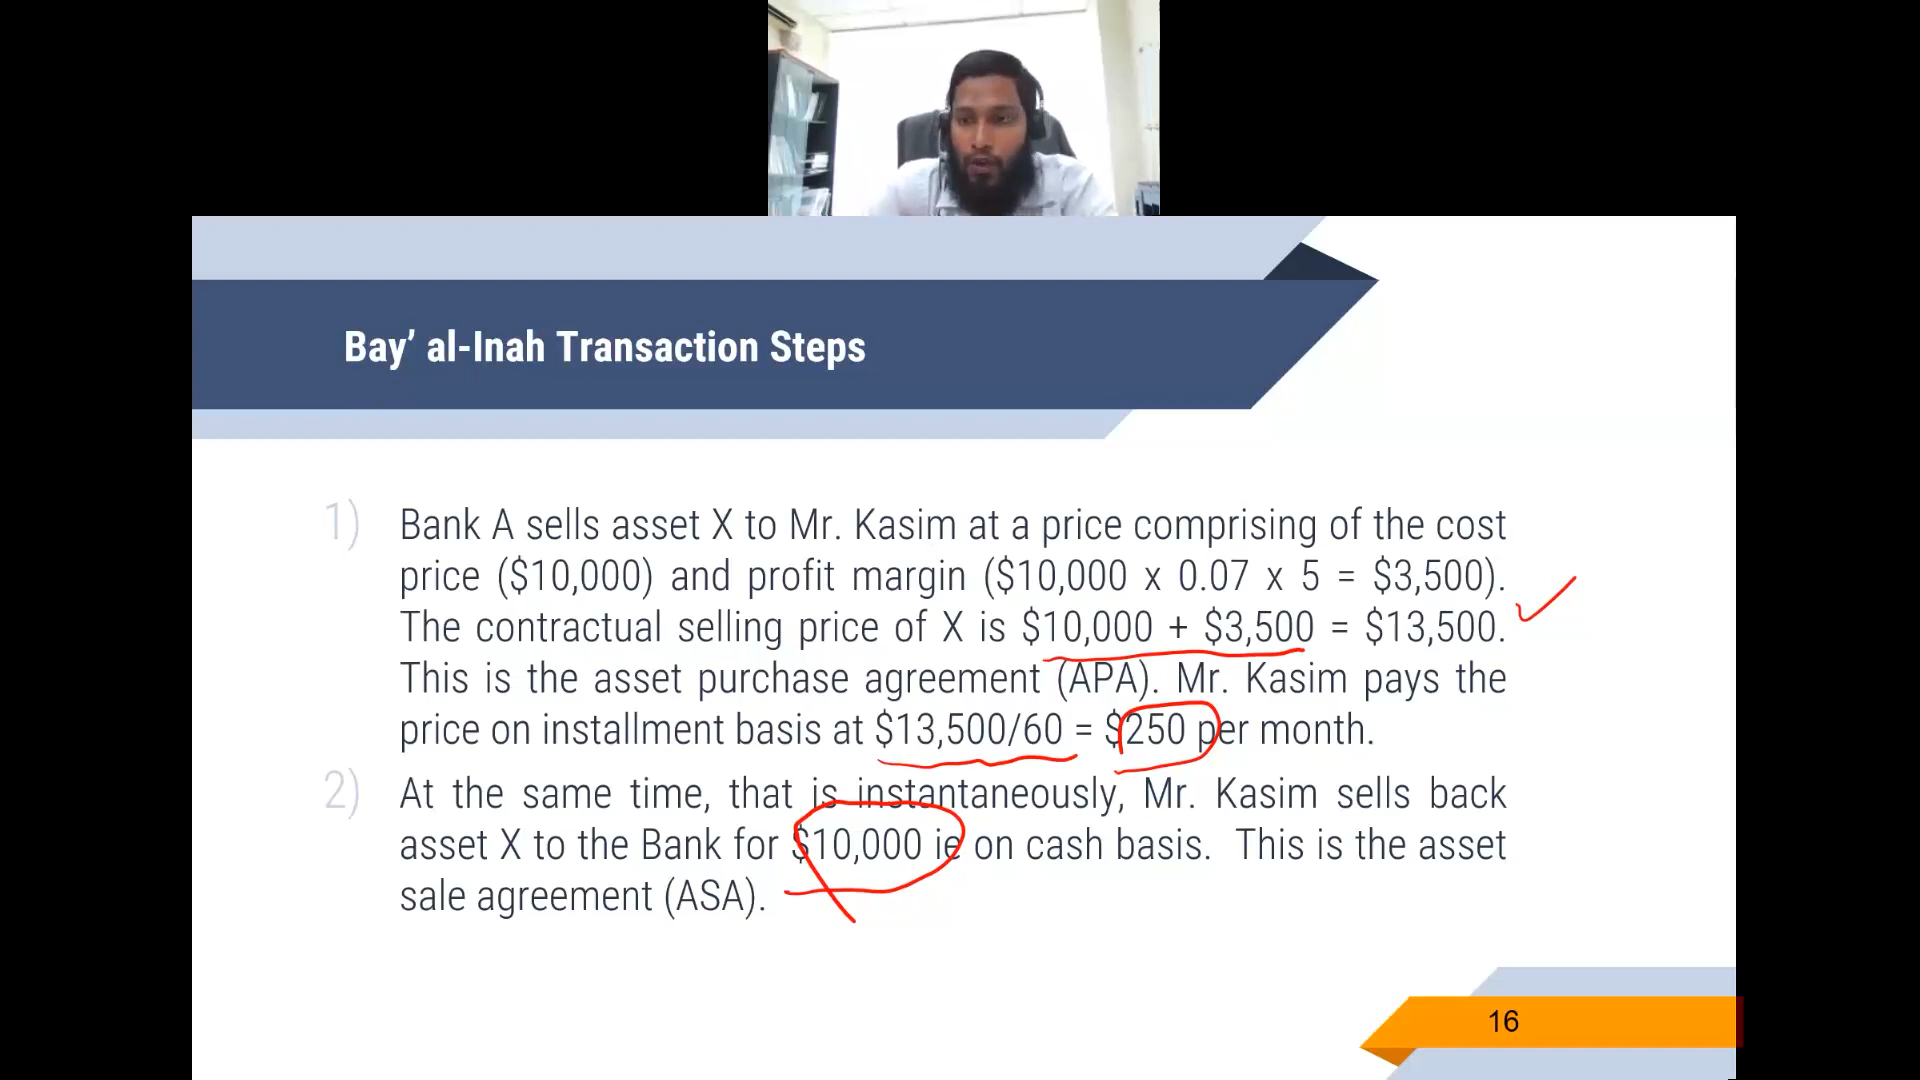 Bay’ al-Inah Transaction Steps
1) Bank A sells asset X to Mr. Kasim at a price comprising of the cost
price ($10,000) and profit margin ($10,000 x 0.07 x 5 = $3,500).
The contractual selling price of X is $10,000 + $3,500 = $13,500.
This is the asset purchase agreement (APA). Mr. Kasim pays the
price on installment basis at $13,500/60 = $250 per month.
2) At the same time, that is instantaneously, Mr. Kasim sells back
asset X to the Bank for $10,000 ie on cash basis. This is the asset
sale agreement (ASA).
16